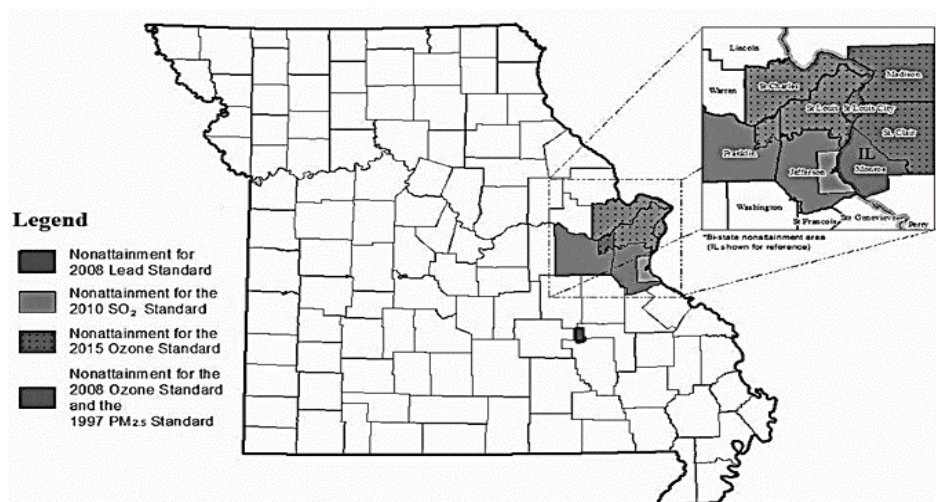 Legend
Nonattainment for
2008 Lead Standard
Nonattainment for the
2010 SO₂ Standard
Nonattainment for the
2015 Ozone Standard
Nonattainment for the
2008 Ozone Standard
and the
1997 PM₂.₅ Standard
Lincoln
Madison
Warren
St Charles
St Louis
St Louis City
St. Clair
Franklin
IL
Jefferson
Monroe
Washington
St Francois
Ste Genevieve
Perry
*Bi-state nonattainment area
(IL shown for reference)